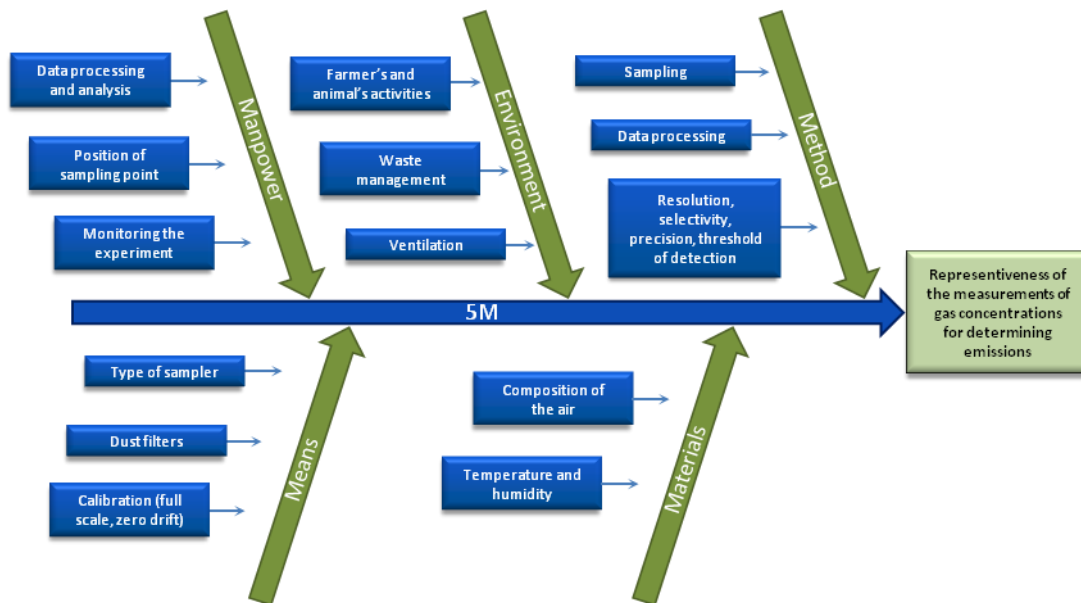 Data processing
and analysis
Position of
sampling point
Monitoring the
experiment
Manpower
Farmer's and
animal's activities
Waste
management
Ventilation
Environment
Sampling
Data processing
Resolution,
selectivity,
precision, threshold
of detection
Method
5M
Representiveness of
the measurements of
gas concentrations
for determining
emissions
Type of sampler
Dust filters
Calibration (full
scale, zero drift)
Means
Composition of
the air
Temperature and
humidity
Materials